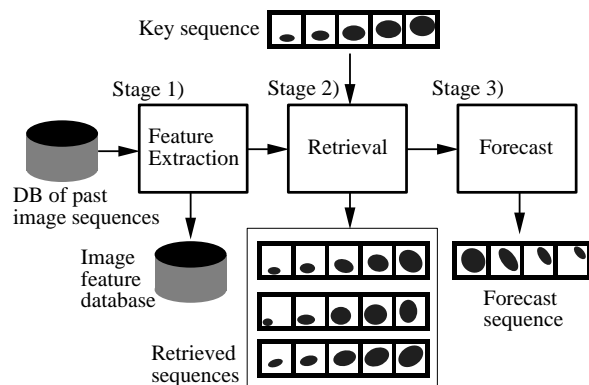 Key sequence
Stage 1)
Stage 2)
Stage 3)
Feature
Extraction
Retrieval
Forecast
DB of past
image sequences
Image
feature
database
Retrieved
sequences
Forecast
sequence